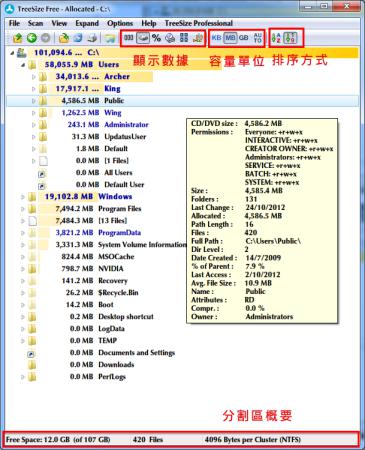 TreeSize Free - Allocated - C:\
File Scan View Expand Options Help TreeSize Professional
% KB MB GB AUTO
顯示數據 容量單位 排序方式
101,094.6 ... C:\
58,055.9 MB Users
34,013.6 ... Archer
17,917.1 ... King
4,586.5 MB Public
1,262.5 MB Wing
243.1 MB Administrator
31.3 MB UpdatusUser
1.8 MB Default
0.0 MB [1 Files]
0.0 MB All Users
0.0 MB Default User
19,102.8 MB Windows
7,494.2 MB Program Files
7,484.3 MB [13 Files]
3,821.2 MB ProgramData
3,331.3 MB System Volume Information
824.4 MB MSOCache
798.7 MB NVIDIA
141.2 MB Recovery
26.2 MB $Recycle.Bin
14.2 MB Boot
0.2 MB Desktop shortcut
0.0 MB LogData
0.0 MB TEMP
0.0 MB Documents and Settings
0.0 MB Downloads
0.0 MB PerfLogs
CD/DVD size : 4,586.2 MB
Permissions : Everyone: +r+w+x
INTERACTIVE: +r+w+x
CREATOR OWNER: +r+w+x
Administrators: +r+w+x
SERVICE: +r+w+x
BATCH: +r+w+x
SYSTEM: +r+w+x
Size : 4,585.4 MB
Folders : 131
Last Change : 24/10/2012
Allocated : 4,586.5 MB
Path Length : 16
Files : 420
Full Path : C:\Users\Public\
Dir Level : 2
Date Created : 14/7/2009
% of Parent : 7.9 %
Last Access : 2/10/2012
Avg. File Size : 10.9 MB
Name : Public
Attributes : RD
Compr. : 0.0 %
Owner : Administrators
分割區概要
Free Space: 12.0 GB (of 107 GB) 420 Files 4096 Bytes per Cluster (NTFS)